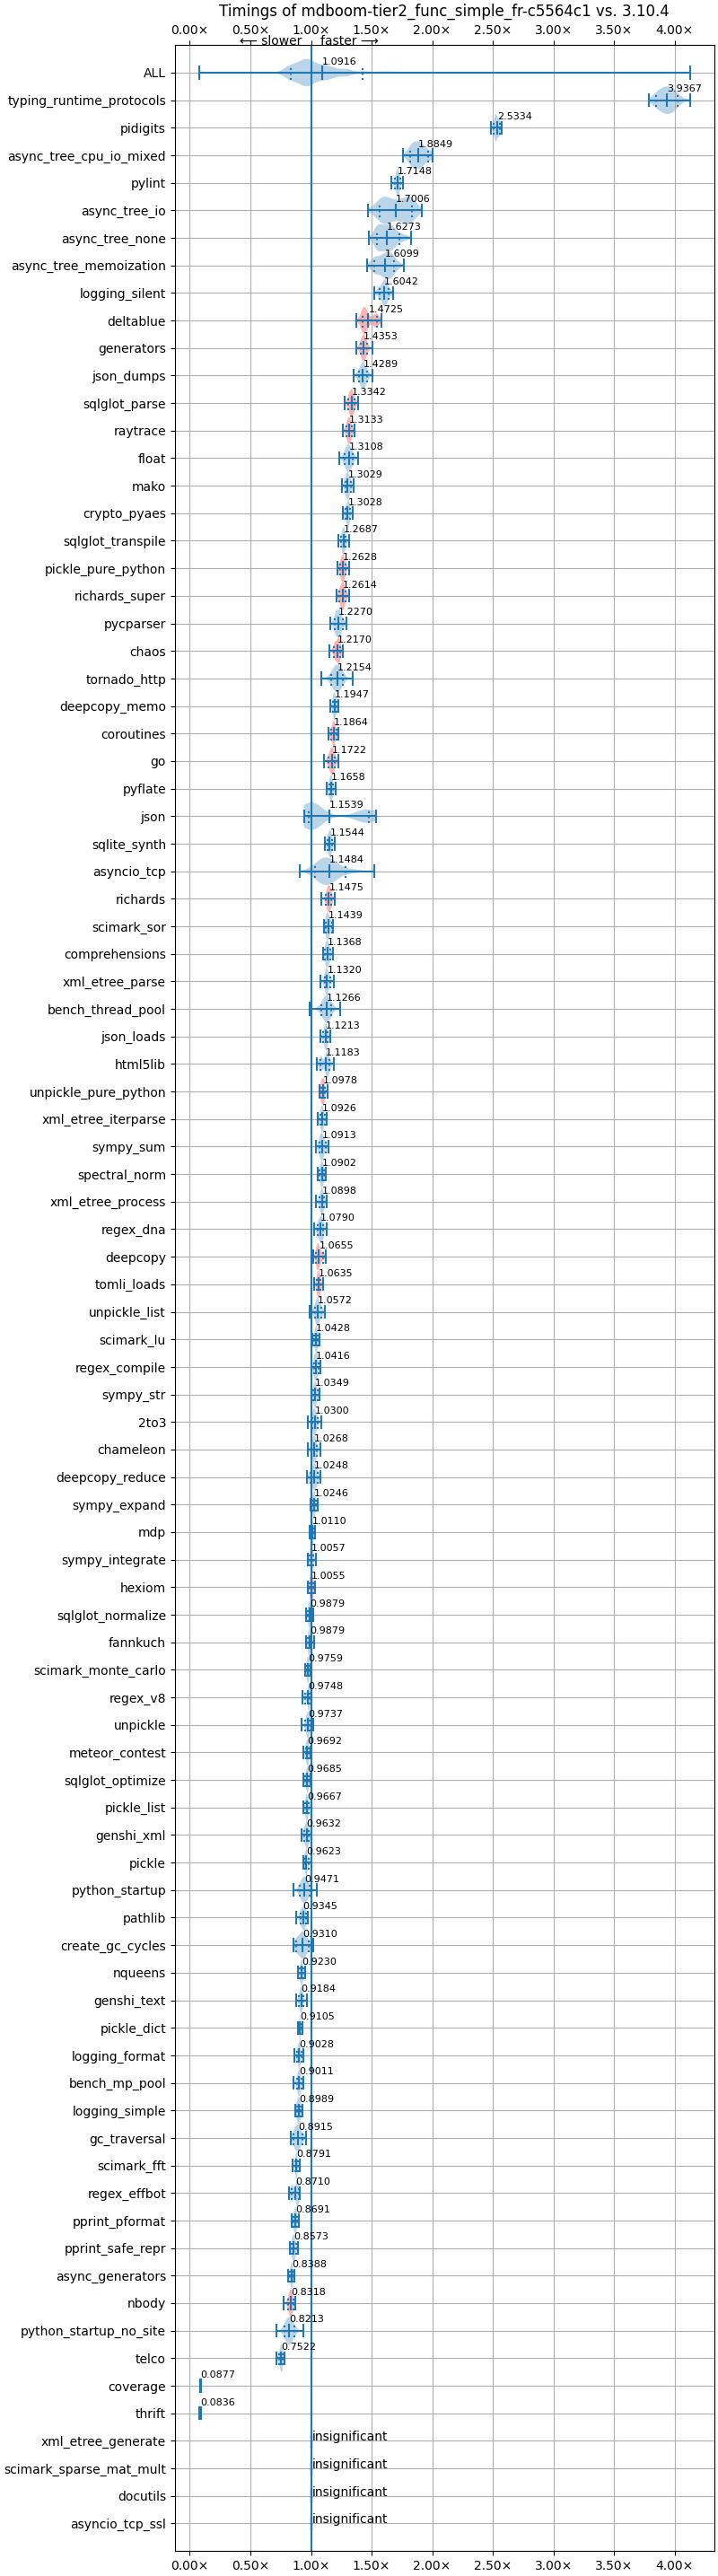 Timings of mdboom-tier2_func_simple_fr-c5564c1 vs. 3.10.4
0.00× 0.50× 1.00× 1.50× 2.00× 2.50× 3.00× 3.50× 4.00×
⟵ slower faster ⟶
ALL 1.0916
typing_runtime_protocols 3.9367
pidigits 2.5334
async_tree_cpu_io_mixed 1.8849
pylint 1.7148
async_tree_io 1.7006
async_tree_none 1.6273
async_tree_memoization 1.6099
logging_silent 1.6042
deltablue 1.4725
generators 1.4353
json_dumps 1.4289
sqlglot_parse 1.3342
raytrace 1.3133
float 1.3108
mako 1.3029
crypto_pyaes 1.3028
sqlglot_transpile 1.2687
pickle_pure_python 1.2628
richards_super 1.2614
pycparser 1.2270
chaos 1.2170
tornado_http 1.2154
deepcopy_memo 1.1947
coroutines 1.1864
go 1.1722
pyflate 1.1658
json 1.1539
sqlite_synth 1.1544
asyncio_tcp 1.1484
richards 1.1475
scimark_sor 1.1439
comprehensions 1.1368
xml_etree_parse 1.1320
bench_thread_pool 1.1266
json_loads 1.1213
html5lib 1.1183
unpickle_pure_python 1.0978
xml_etree_iterparse 1.0926
sympy_sum 1.0913
spectral_norm 1.0902
xml_etree_process 1.0898
regex_dna 1.0790
deepcopy 1.0655
tomli_loads 1.0635
unpickle_list 1.0572
scimark_lu 1.0428
regex_compile 1.0416
sympy_str 1.0349
2to3 1.0300
chameleon 1.0268
deepcopy_reduce 1.0248
sympy_expand 1.0246
mdp 1.0110
sympy_integrate 1.0057
hexiom 1.0055
sqlglot_normalize 0.9879
fannkuch 0.9879
scimark_monte_carlo 0.9759
regex_v8 0.9748
unpickle 0.9737
meteor_contest 0.9692
sqlglot_optimize 0.9685
pickle_list 0.9667
genshi_xml 0.9632
pickle 0.9623
python_startup 0.9471
pathlib 0.9345
create_gc_cycles 0.9310
nqueens 0.9230
genshi_text 0.9184
pickle_dict 0.9105
logging_format 0.9028
bench_mp_pool 0.9011
logging_simple 0.8989
gc_traversal 0.8915
scimark_fft 0.8791
regex_effbot 0.8710
pprint_pformat 0.8691
pprint_safe_repr 0.8573
async_generators 0.8388
nbody 0.8318
python_startup_no_site 0.8213
telco 0.7522
coverage 0.0877
thrift 0.0836
xml_etree_generate insignificant
scimark_sparse_mat_mult insignificant
docutils insignificant
asyncio_tcp_ssl insignificant
0.00× 0.50× 1.00× 1.50× 2.00× 2.50× 3.00× 3.50× 4.00×